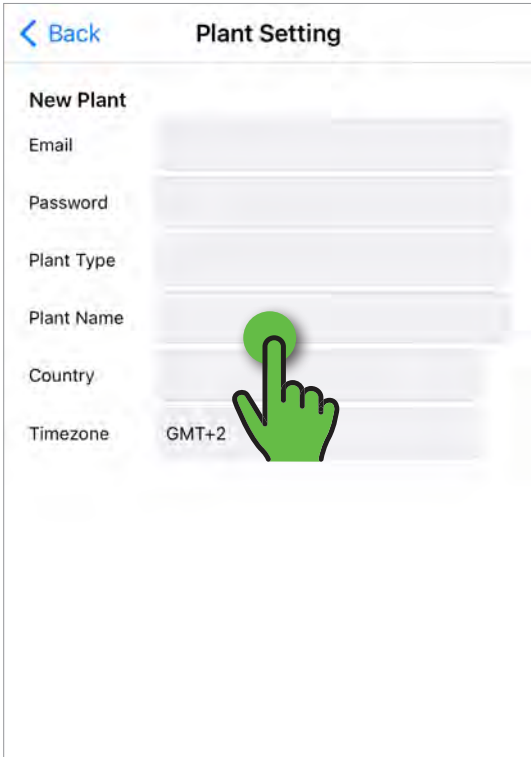 Back Plant Setting
New Plant
Email
Password
Plant Type
Plant Name
Country
Timezone GMT+2